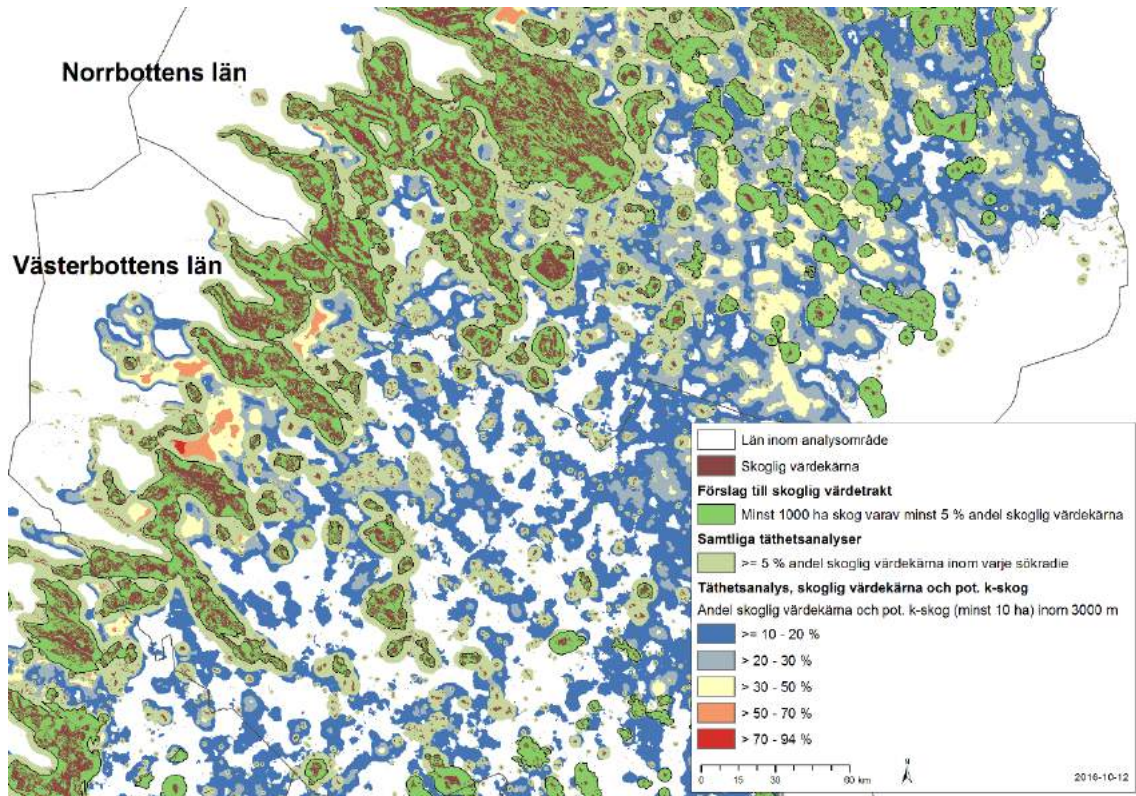 Norrbottens län
Västerbottens län
Län inom analysområde
Skoglig värdekärna
Förslag till skoglig värdetrakt
Minst 1000 ha skog varav minst 5 % andel skoglig värdekärna
Samtliga täthetsanalyser
>= 5 % andel skoglig värdekärna inom varje sökradie
Täthetsanalys, skoglig värdekärna och pot. k-skog
Andel skoglig värdekärna och pot. k-skog (minst 10 ha) inom 3000 m
>= 10 - 20 %
> 20 - 30 %
> 30 - 50 %
> 50 - 70 %
> 70 - 94 %
0 15 30 60 km
N
2016-10-12